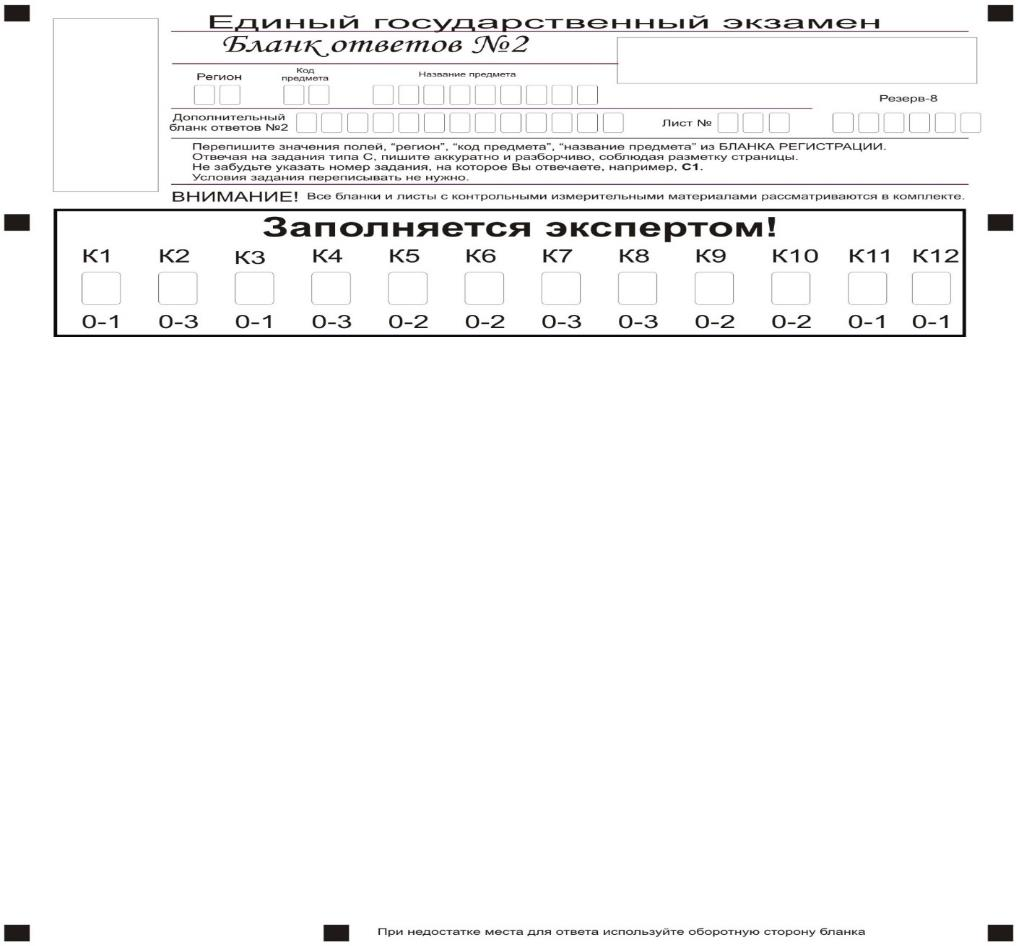 Единый государственный экзамен
Бланк ответов №2
Регион
Код предмета
Название предмета
Резерв-8
Дополнительный бланк ответов №2
Лист №
Перепишите значения полей, “регион”, “код предмета”, “название предмета” из БЛАНКА РЕГИСТРАЦИИ.
Отвечая на задания типа С, пишите аккуратно и разборчиво, соблюдая разметку страницы.
Не забудьте указать номер задания, на которое Вы отвечаете, например, С1.
Условия задания переписывать не нужно.
ВНИМАНИЕ! Все бланки и листы с контрольными измерительными материалами рассматриваются в комплекте.
Заполняется экспертом!
К1 К2 К3 К4 К5 К6 К7 К8 К9 К10 К11 К12
0-1 0-3 0-1 0-3 0-2 0-2 0-3 0-3 0-2 0-2 0-1 0-1
При недостатке места для ответа используйте оборотную сторону бланка